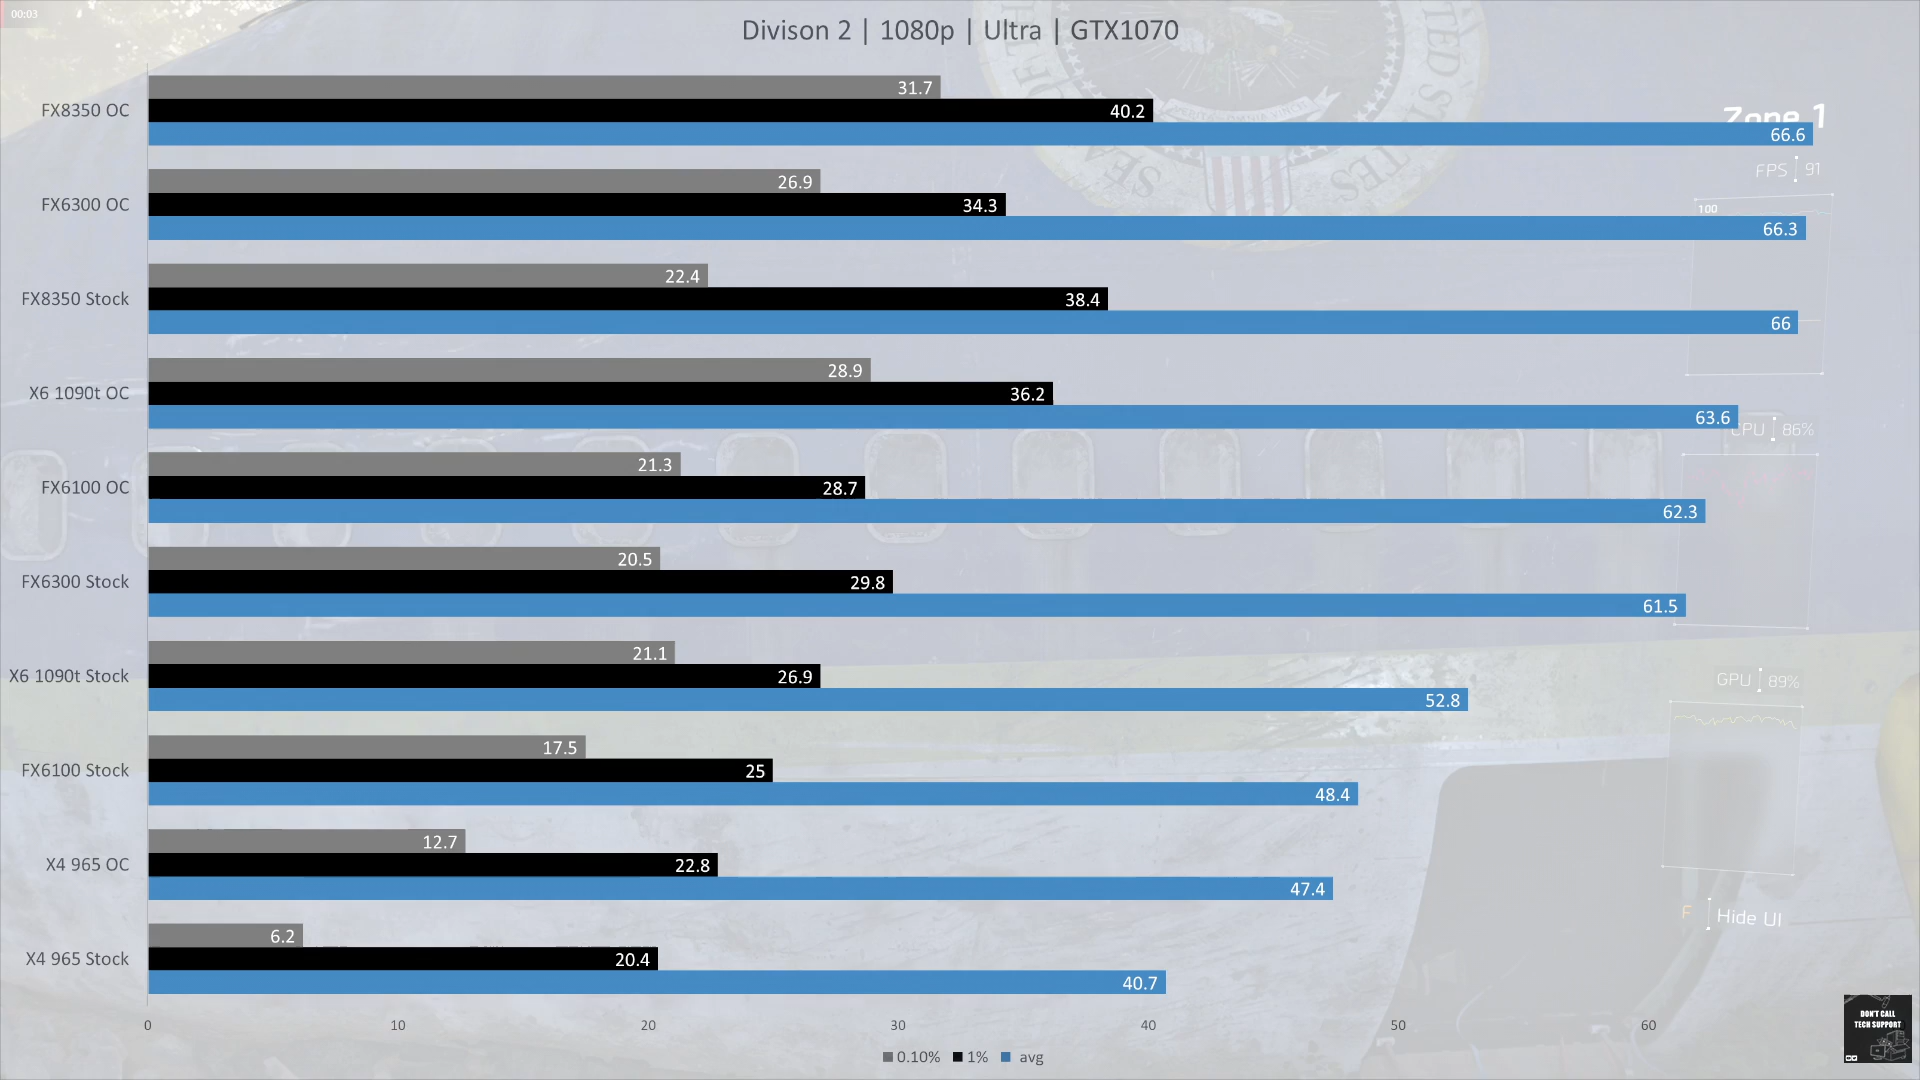 00:03
Divison 2 | 1080p | Ultra | GTX1070
FX8350 OC
31.7
40.2
66.6
Zone 1
FPS 91
100
FX6300 OC
26.9
34.3
66.3
FX8350 Stock
22.4
38.4
66
X6 1090t OC
28.9
36.2
63.6
CPU 86%
FX6100 OC
21.3
28.7
62.3
FX6300 Stock
20.5
29.8
61.5
X6 1090t Stock
21.1
26.9
52.8
GPU 89%
FX6100 Stock
17.5
25
48.4
X4 965 OC
12.7
22.8
47.4
F Hide UI
X4 965 Stock
6.2
20.4
40.7
0 10 20 30 40 50 60
0.10% 1% avg
DON'T CALL
TECH SUPPORT